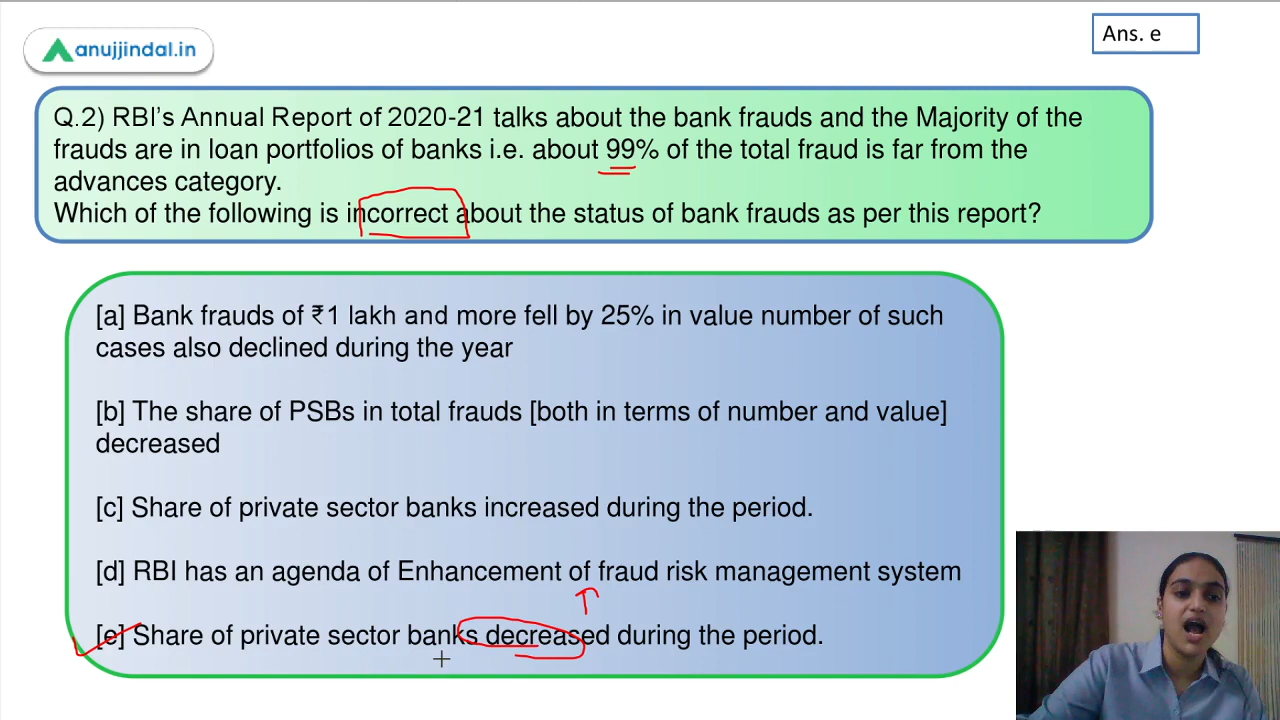 anujjindal.in
Ans. e
Q.2) RBI's Annual Report of 2020-21 talks about the bank frauds and the Majority of the
frauds are in loan portfolios of banks i.e. about 99% of the total fraud is far from the
advances category.
Which of the following is incorrect about the status of bank frauds as per this report?
[a] Bank frauds of ₹1 lakh and more fell by 25% in value number of such
cases also declined during the year
[b] The share of PSBs in total frauds [both in terms of number and value]
decreased
[c] Share of private sector banks increased during the period.
[d] RBI has an agenda of Enhancement of fraud risk management system
[e] Share of private sector banks decreased during the period.